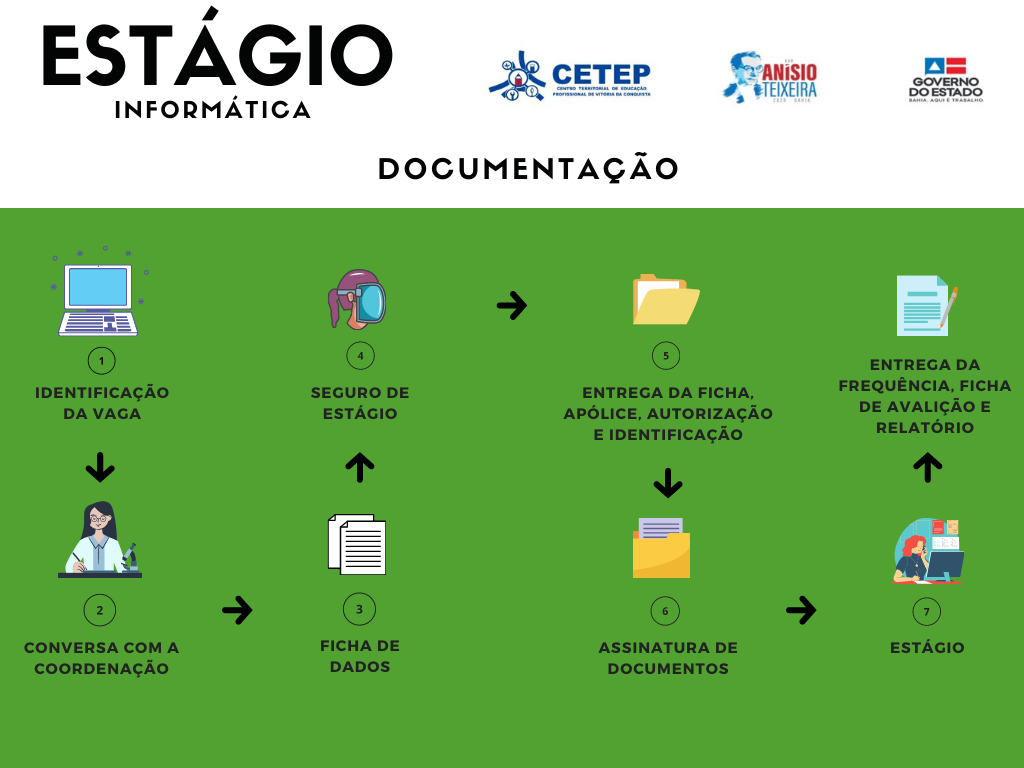 ESTÁGIO
INFORMÁTICA
CETEP
CENTRO TERRITORIAL DE EDUCAÇÃO
PROFISSIONAL DE VITÓRIA DA CONQUISTA
ANÍSIO
TEIXEIRA
2020 BAHIA
GOVERNO
DO ESTADO
BAHIA. AQUI É TRABALHO.
DOCUMENTAÇÃO
1
IDENTIFICAÇÃO
DA VAGA
2
CONVERSA COM A
COORDENAÇÃO
3
FICHA DE
DADOS
4
SEGURO DE
ESTÁGIO
5
ENTREGA DA FICHA,
APÓLICE, AUTORIZAÇÃO
E IDENTIFICAÇÃO
6
ASSINATURA DE
DOCUMENTOS
7
ESTÁGIO
ENTREGA DA
FREQUÊNCIA, FICHA
DE AVALIÇÃO E
RELATÓRIO